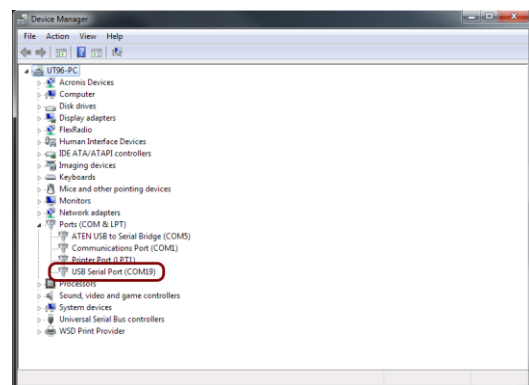 Device Manager
File Action View Help
UT96-PC
Acronis Devices
Computer
Disk drives
Display adapters
FlexRadio
Human Interface Devices
IDE ATA/ATAPI controllers
Imaging devices
Keyboards
Mice and other pointing devices
Monitors
Network adapters
Ports (COM & LPT)
ATEN USB to Serial Bridge (COM5)
Communications Port (COM1)
Printer Port (LPT1)
USB Serial Port (COM19)
Processors
Sound, video and game controllers
System devices
Universal Serial Bus controllers
WSD Print Provider